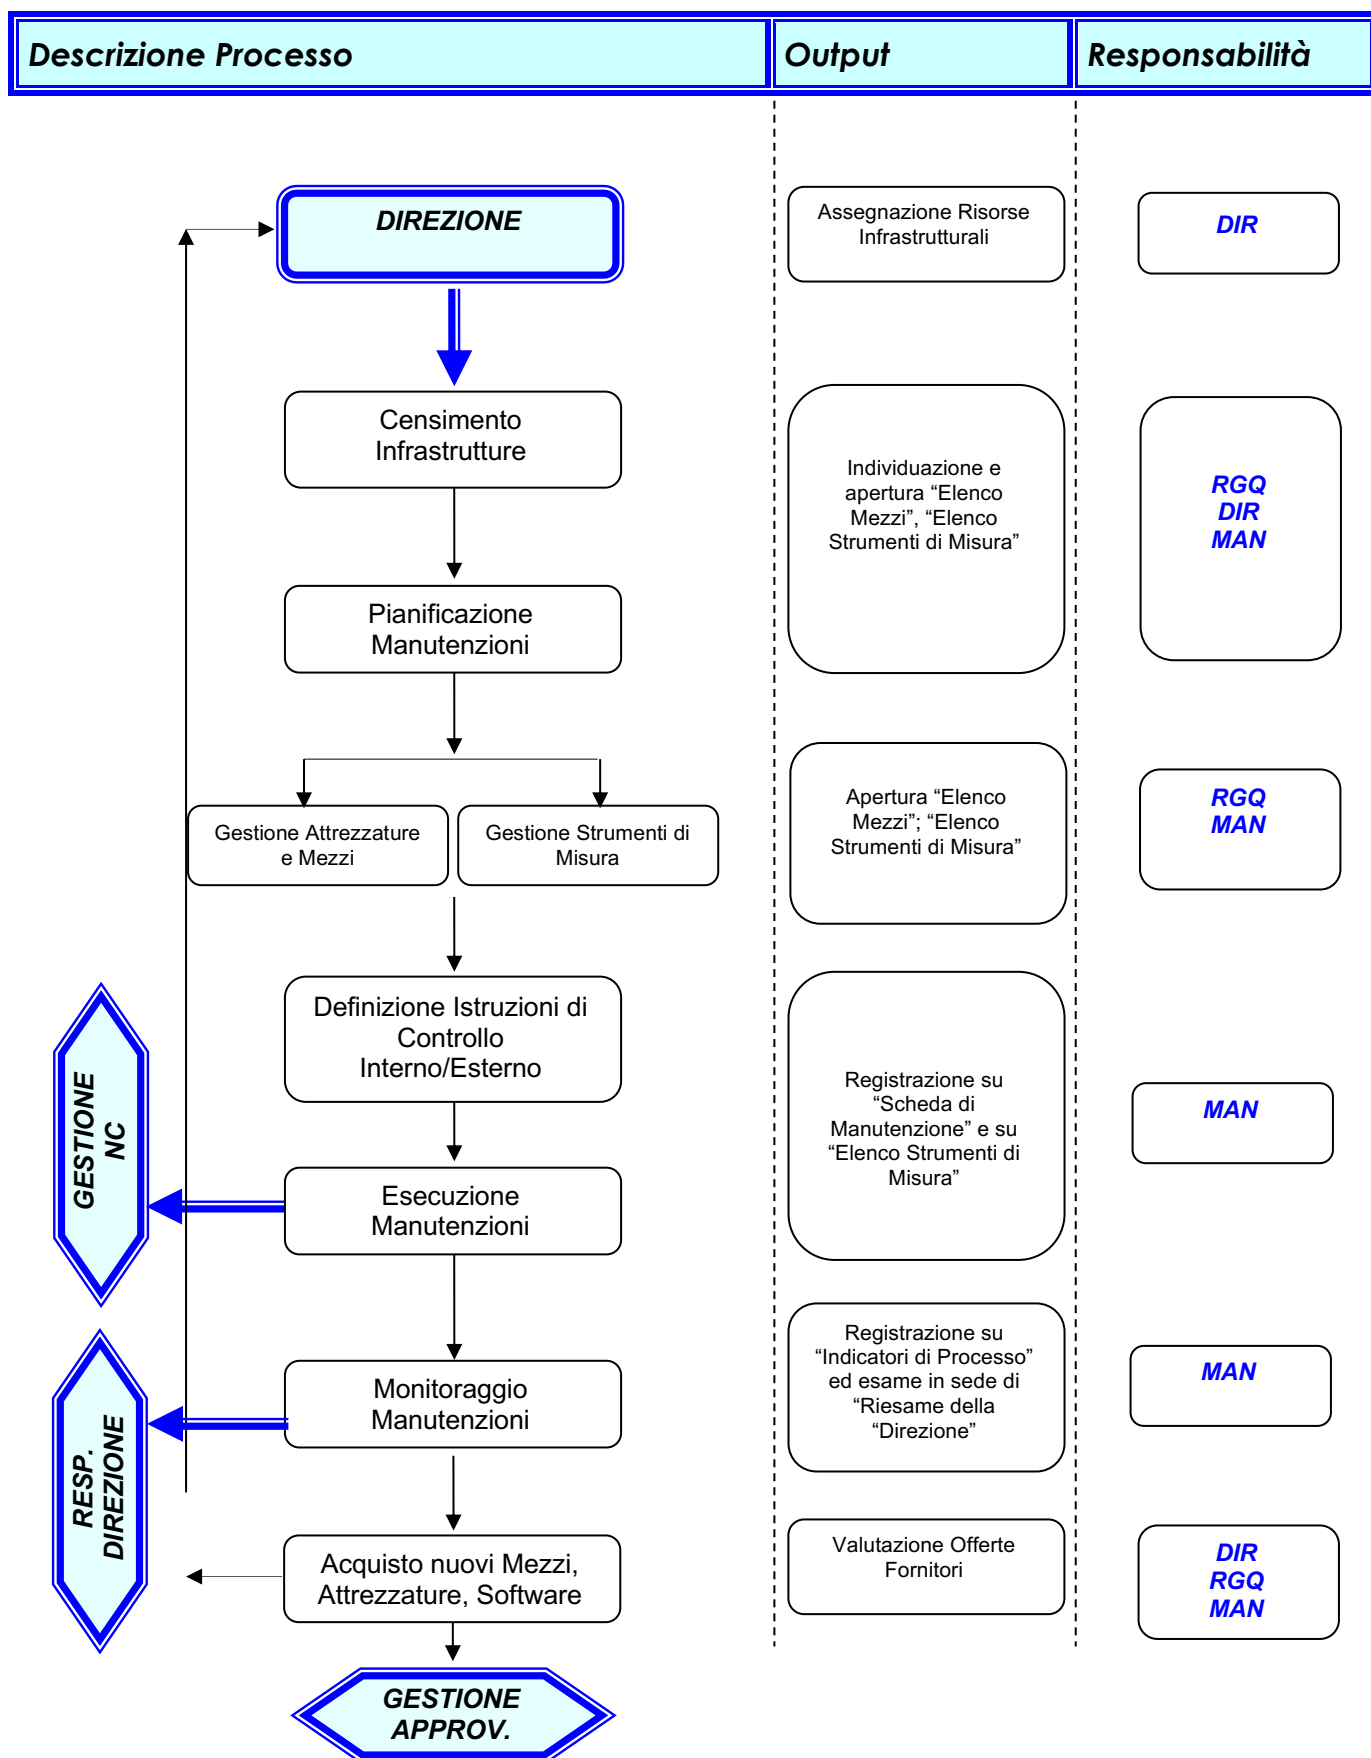 Descrizione Processo
Output
Responsabilità
DIREZIONE
Assegnazione Risorse
Infrastrutturali
DIR
Censimento
Infrastrutture
Individuazione e
apertura “Elenco
Mezzi”, “Elenco
Strumenti di Misura”
RGQ
DIR
MAN
Pianificazione
Manutenzioni
Gestione Attrezzature
e Mezzi
Gestione Strumenti di
Misura
Apertura “Elenco
Mezzi”; “Elenco
Strumenti di Misura”
RGQ
MAN
Definizione Istruzioni di
Controllo
Interno/Esterno
Registrazione su
“Scheda di
Manutenzione” e su
“Elenco Strumenti di
Misura”
MAN
GESTIONE
NC
Esecuzione
Manutenzioni
Monitoraggio
Manutenzioni
Registrazione su
“Indicatori di Processo”
ed esame in sede di
“Riesame della
“Direzione”
MAN
RESP.
DIREZIONE
Acquisto nuovi Mezzi,
Attrezzature, Software
Valutazione Offerte
Fornitori
DIR
RGQ
MAN
GESTIONE
APPROV.